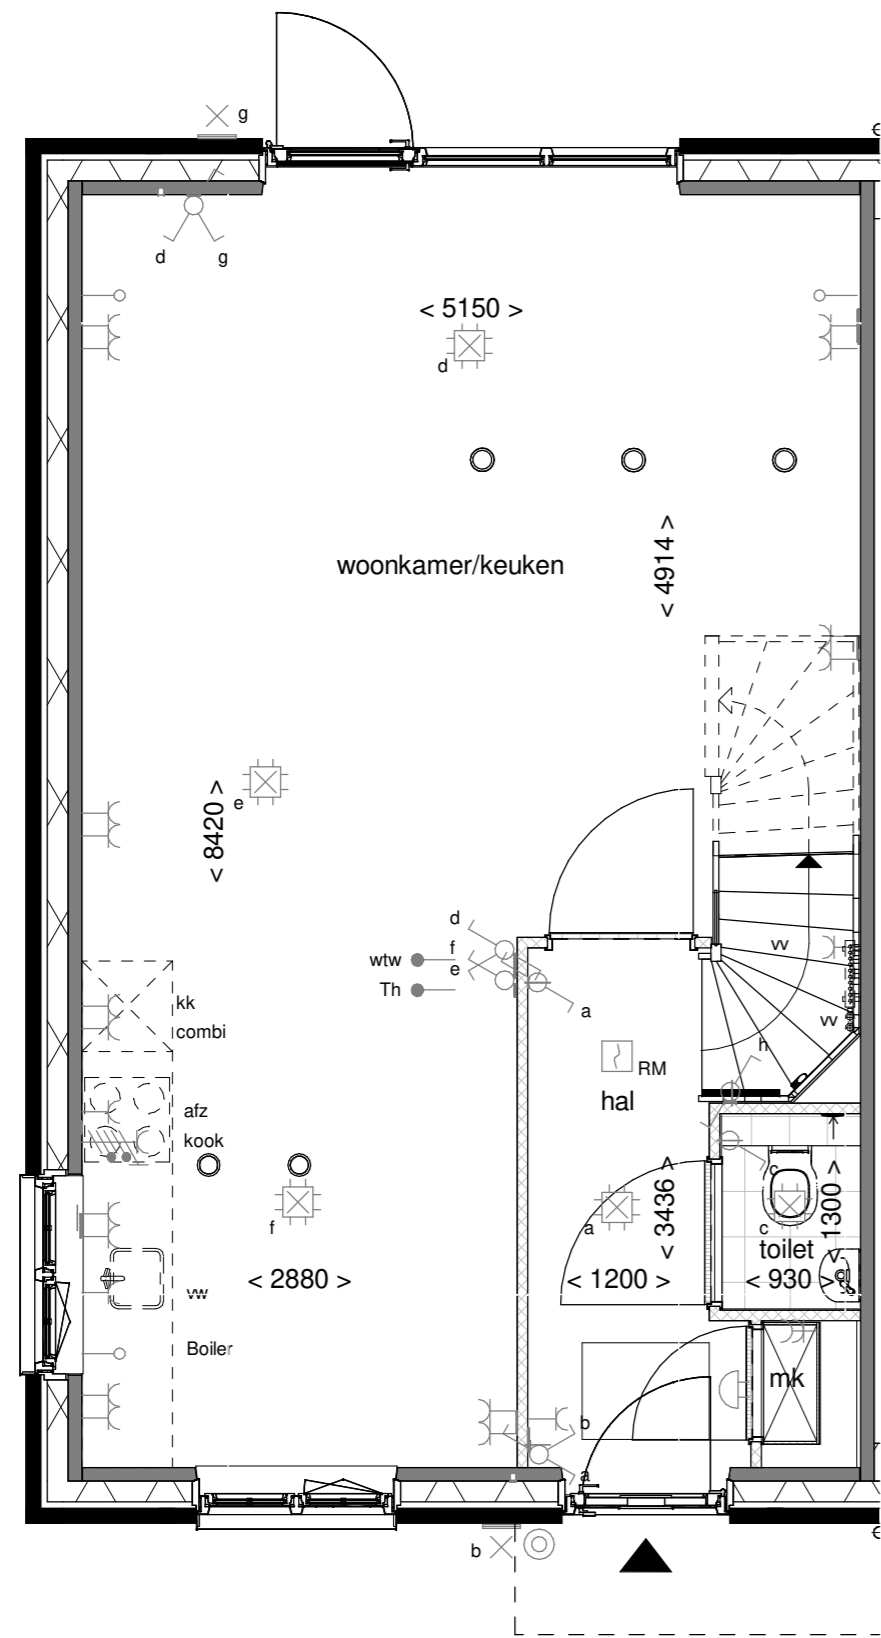 g
d
g
< 5150 >
d
< 4914 >
woonkamer/keuken
e
< 8420 >
d
f
wtw
e
Th
a
vv
kk
combi
vv
h
RM
hal
afz
kook
c
f
a
< 3436 >
c
toilet
< 1300 >
< 2880 >
< 1200 >
< 930 >
vw
Boiler
mk
b
a
b